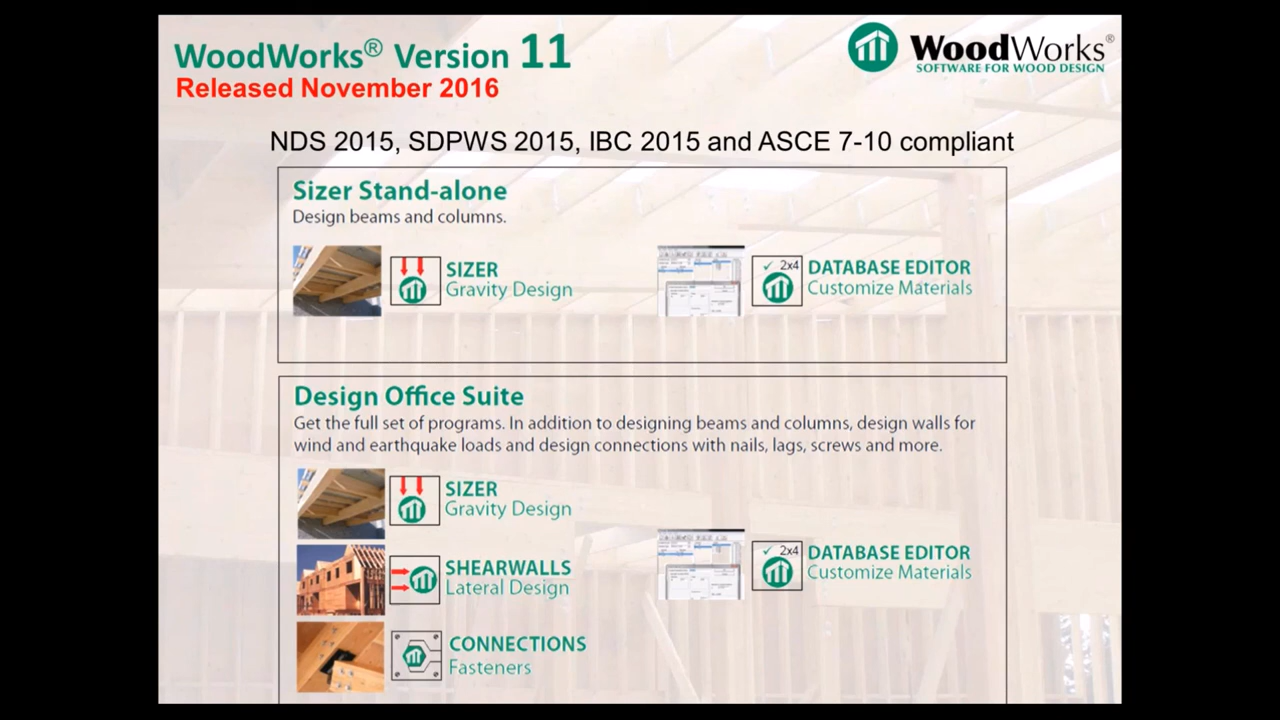 WoodWorks® Version 11
Released November 2016
WoodWorks®
SOFTWARE FOR WOOD DESIGN
NDS 2015, SDPWS 2015, IBC 2015 and ASCE 7-10 compliant
Sizer Stand-alone
Design beams and columns.
SIZER
Gravity Design
✓ 2x4
DATABASE EDITOR
Customize Materials
Design Office Suite
Get the full set of programs. In addition to designing beams and columns, design walls for
wind and earthquake loads and design connections with nails, lags, screws and more.
SIZER
Gravity Design
SHEARWALLS
Lateral Design
CONNECTIONS
Fasteners
✓ 2x4
DATABASE EDITOR
Customize Materials